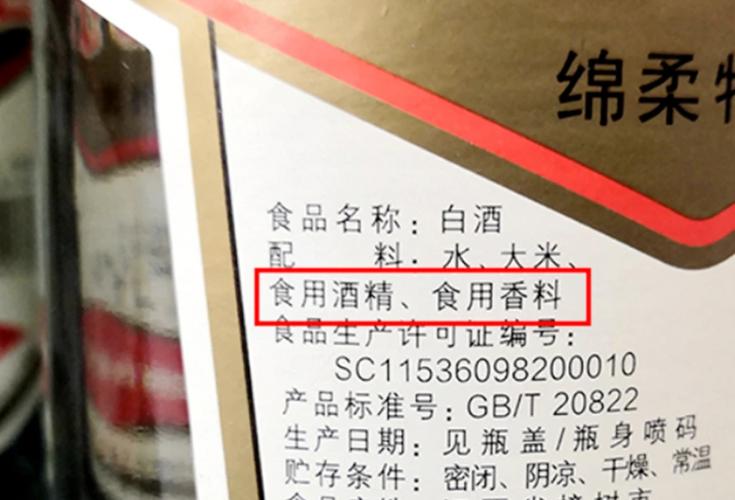 绵柔
食品名称：白酒
配 料：水、大米、
食用酒精、食用香料
食品生产许可证编号：
SC11536098200010
产品标准号：GB/T 20822
生产日期：见瓶盖/瓶身喷码
贮存条件：密闭、阴凉、干燥、常温